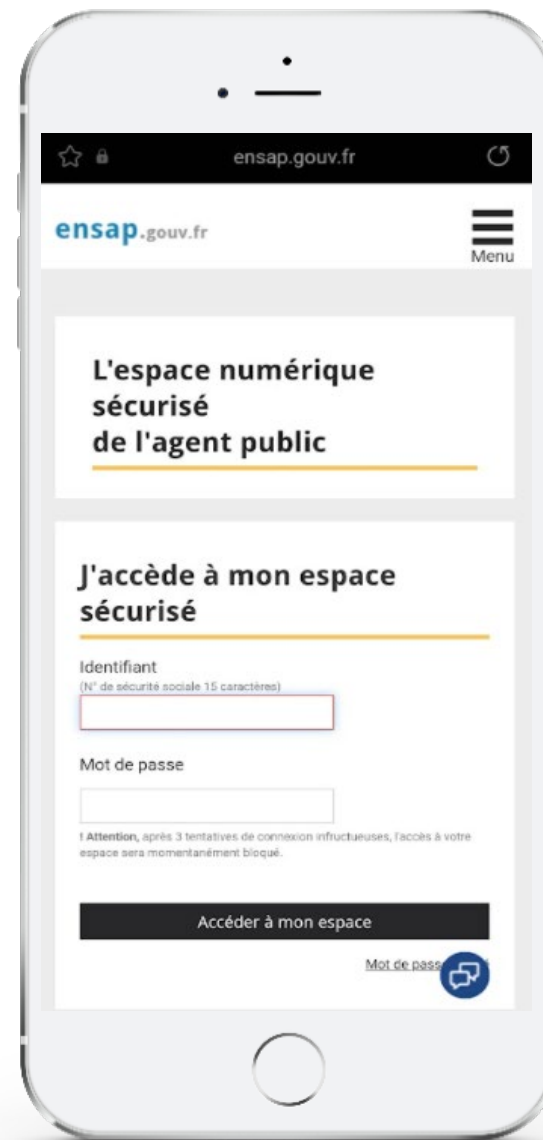 ensap.gouv.fr
ensap.gouv.fr
Menu
L'espace numérique
sécurisé
de l'agent public
J'accède à mon espace
sécurisé
Identifiant
(N° de sécurité sociale 15 caractères)
Mot de passe
! Attention, après 3 tentatives de connexion infructueuses, l'accès à votre
espace sera momentanément bloqué.
Accéder à mon espace
Mot de